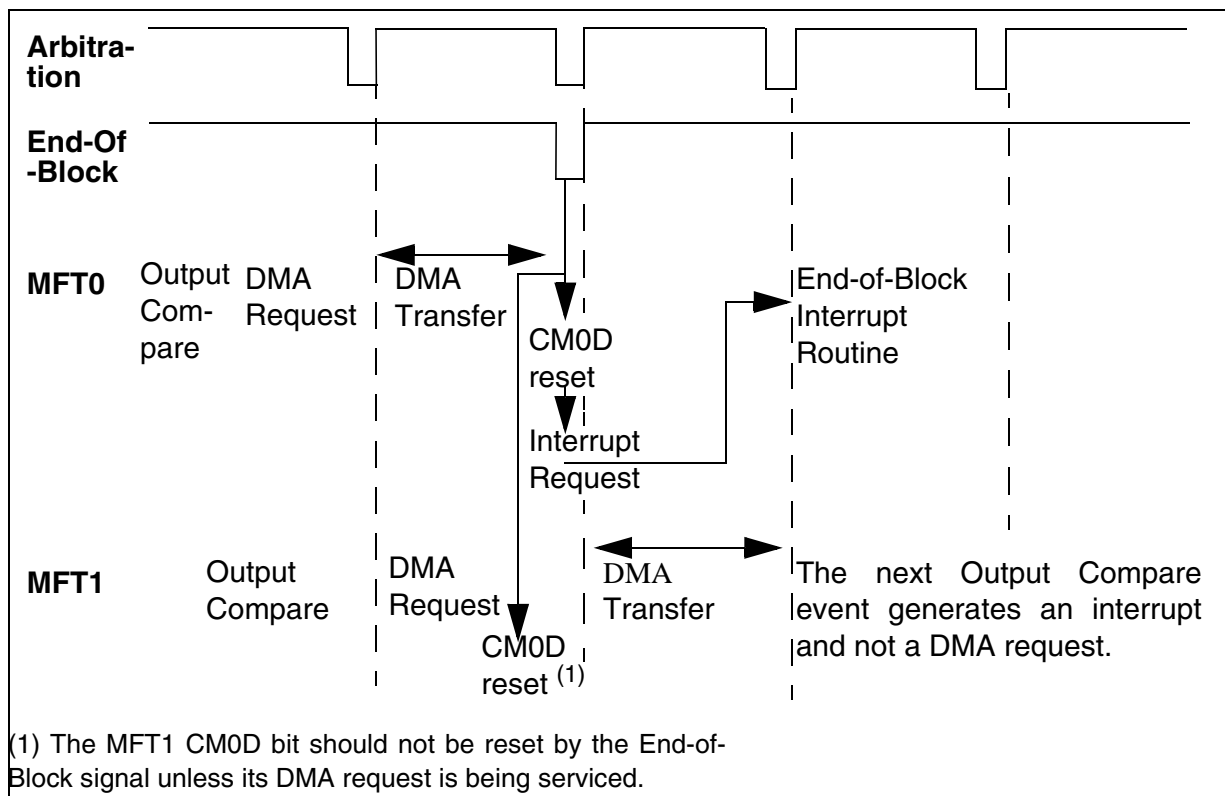 Arbitra-
tion
End-Of
-Block
MFT0
Output
Com-
pare
DMA
Request
DMA
Transfer
CM0D
reset
Interrupt
Request
End-of-Block
Interrupt
Routine
MFT1
Output
Compare
DMA
Request
CM0D
reset (1)
DMA
Transfer
The next Output Compare
event generates an interrupt
and not a DMA request.
(1) The MFT1 CM0D bit should not be reset by the End-of-
Block signal unless its DMA request is being serviced.